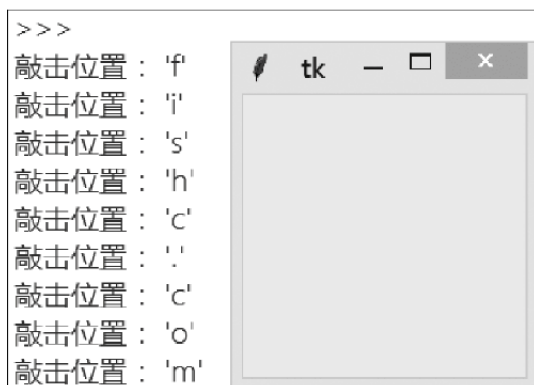 >>>
敲击位置： 'f'
tk
敲击位置： 'i'
敲击位置： 's'
敲击位置： 'h'
敲击位置： 'c'
敲击位置： '.'
敲击位置： 'c'
敲击位置： 'o'
敲击位置： 'm'